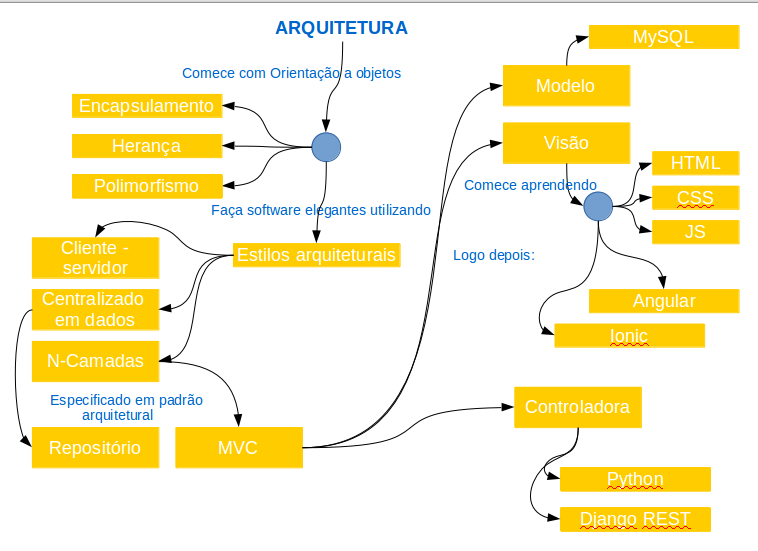 ARQUITETURA
Comece com Orientação a objetos
Encapsulamento
Herança
Polimorfismo
Faça software elegantes utilizando
Estilos arquiteturais
Cliente -
servidor
Centralizado
em dados
N-Camadas
Especificado em padrão
arquitetural
Repositório
MVC
Modelo
MySQL
Visão
Comece aprendendo
HTML
CSS
JS
Logo depois:
Angular
Ionic
Controladora
Python
Django REST